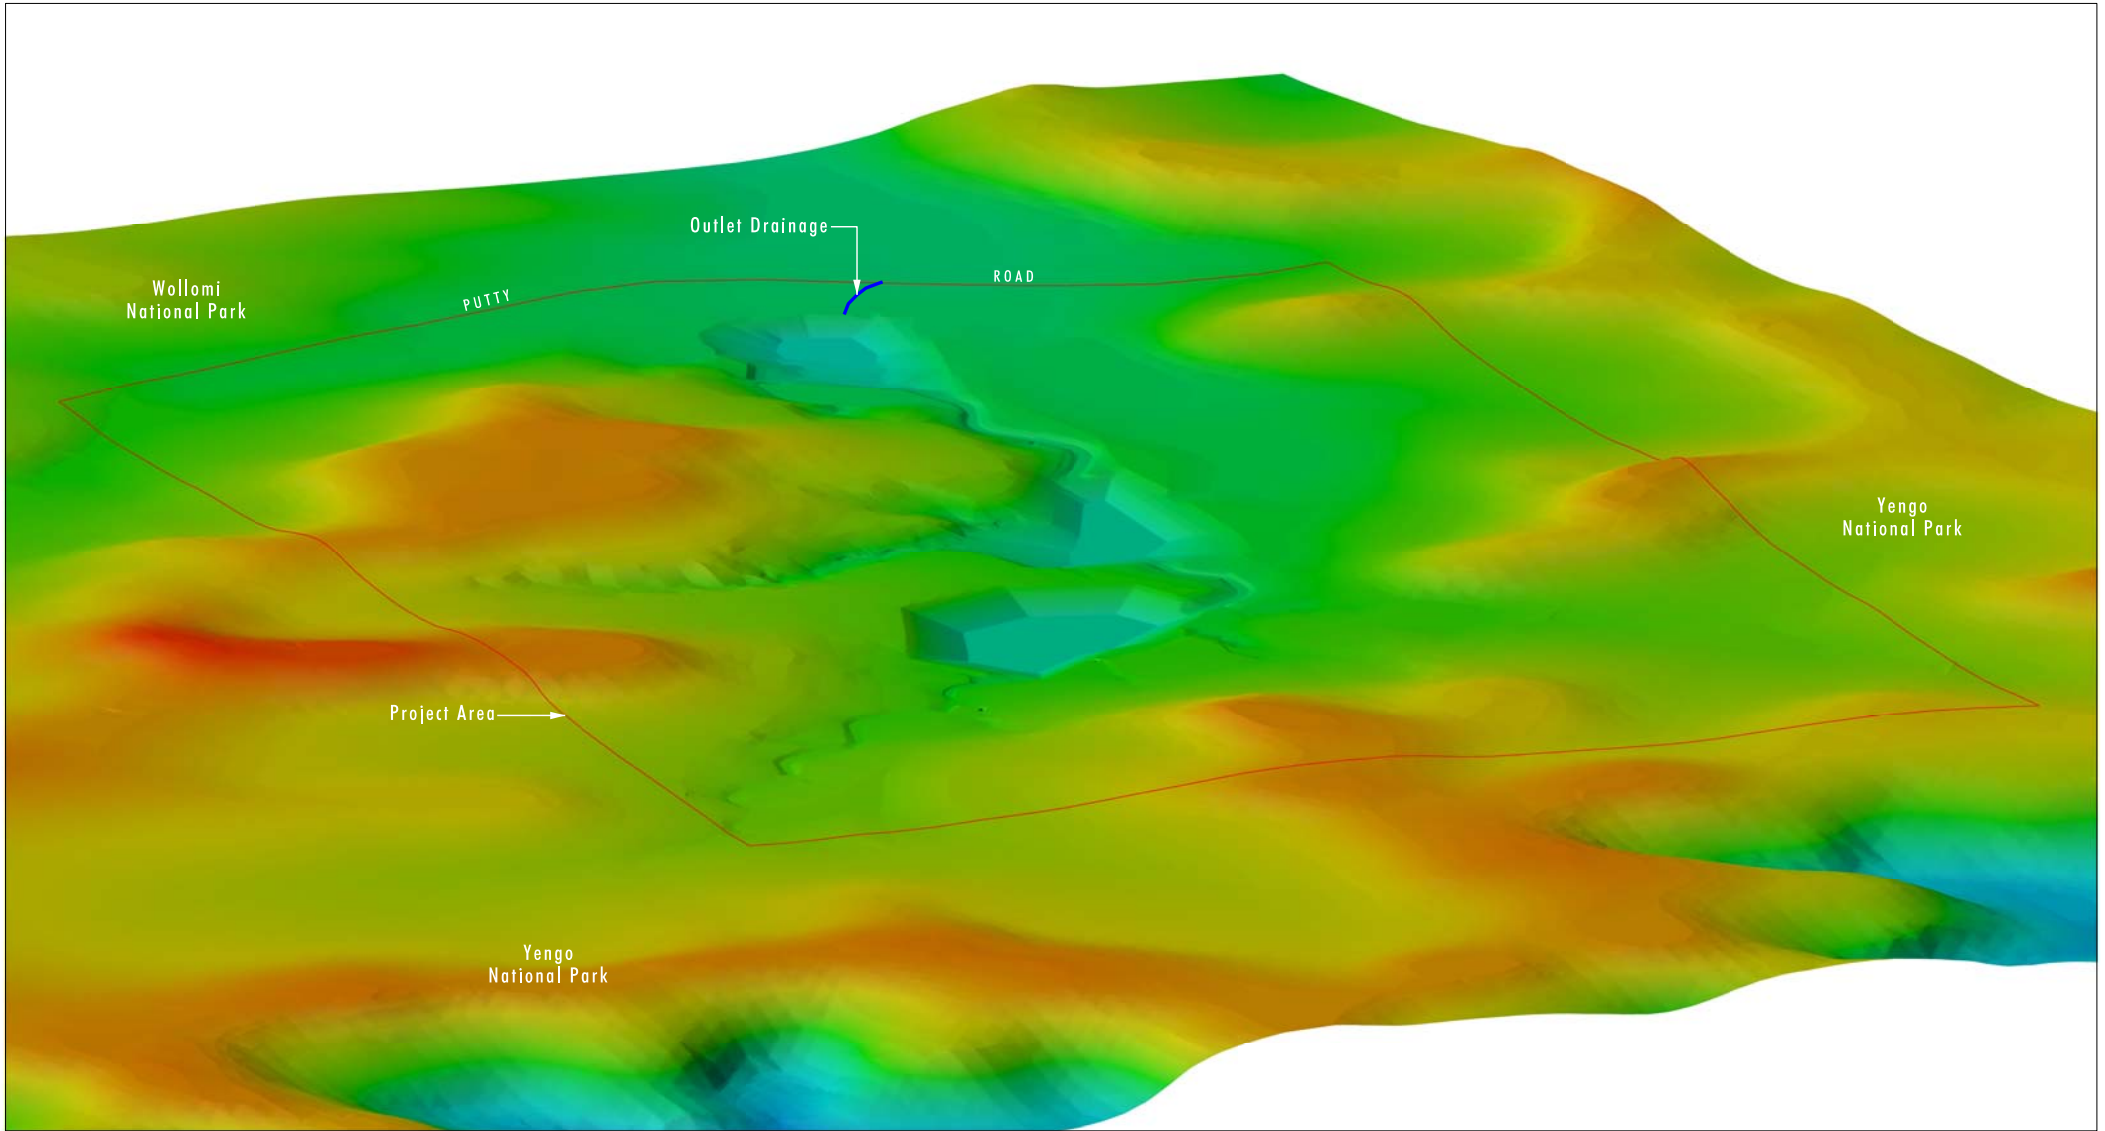 Outlet Drainage
Wollomi
National Park
PUTTY
ROAD
Yengo
National Park
Project Area
Yengo
National Park